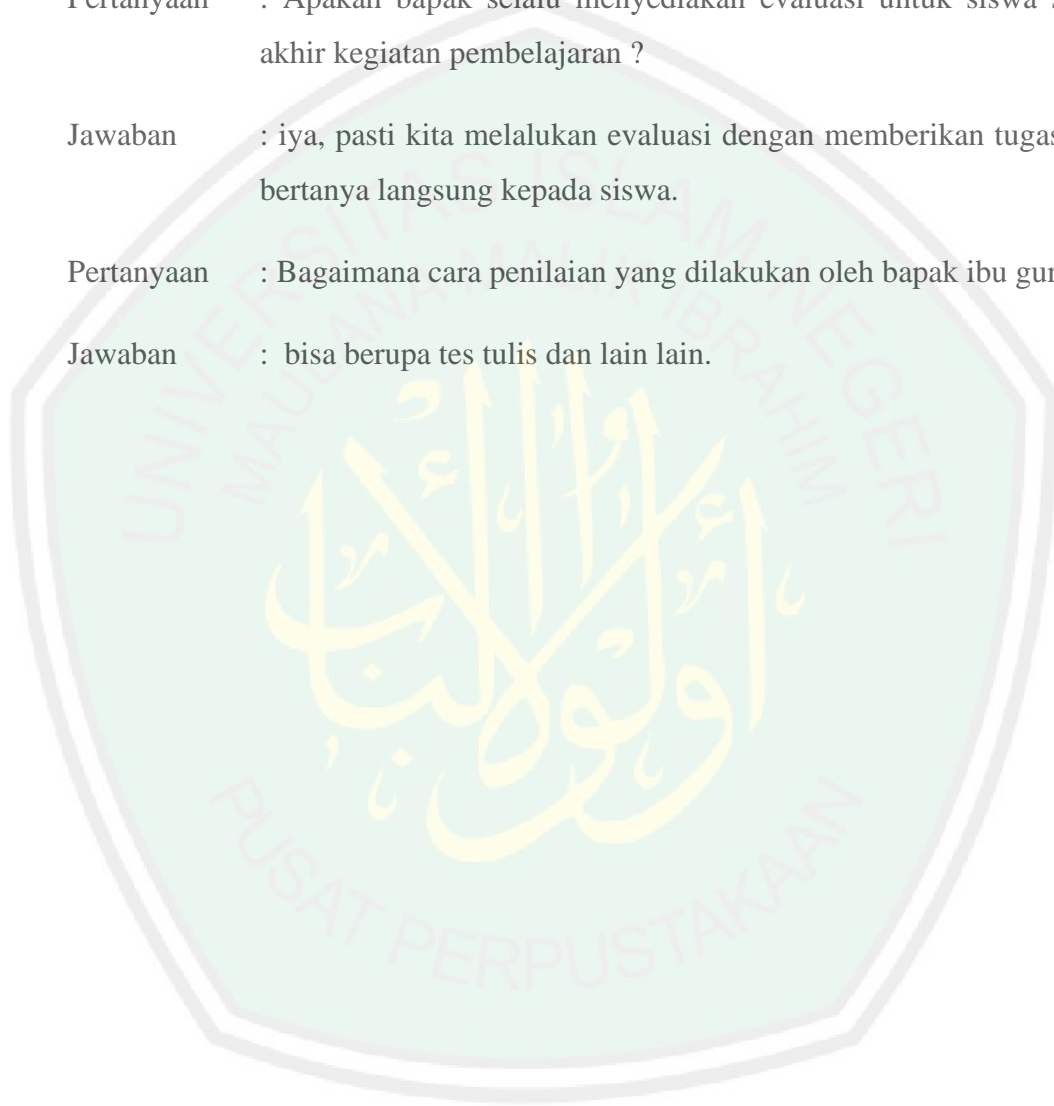 Pertanyaan : Apakah bapak selalu menyediakan evaluasi untuk siswa
akhir kegiatan pembelajaran ?
Jawaban : iya, pasti kita melalukan evaluasi dengan memberikan tugas
bertanya langsung kepada siswa.
Pertanyaan : Bagaimana cara penilaian yang dilakukan oleh bapak ibu
Jawaban : bisa berupa tes tulis dan lain lain.
UNIVERSITAS ISLAM NEGERI
MAULANA MALIK IBRAHIM
PUSAT PERPUSTAKAAN